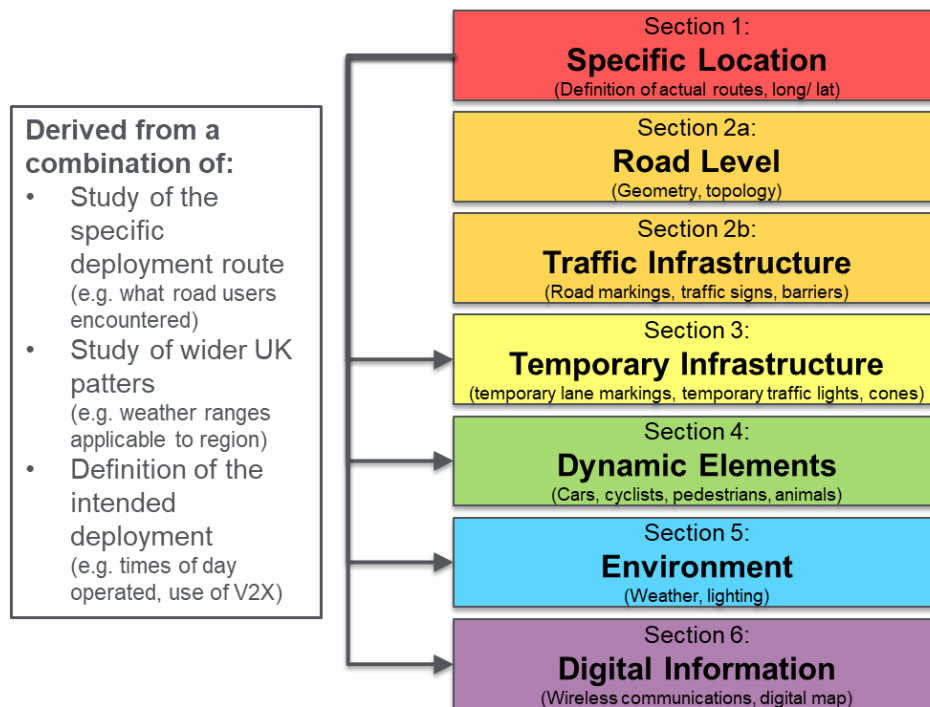 Derived from a
combination of:
• Study of the
specific
deployment route
(e.g. what road users
encountered)
• Study of wider UK
patters
(e.g. weather ranges
applicable to region)
• Definition of the
intended
deployment
(e.g. times of day
operated, use of V2X)
Section 1:
Specific Location
(Definition of actual routes, long/ lat)
Section 2a:
Road Level
(Geometry, topology)
Section 2b:
Traffic Infrastructure
(Road markings, traffic signs, barriers)
Section 3:
Temporary Infrastructure
(temporary lane markings, temporary traffic lights, cones)
Section 4:
Dynamic Elements
(Cars, cyclists, pedestrians, animals)
Section 5:
Environment
(Weather, lighting)
Section 6:
Digital Information
(Wireless communications, digital map)